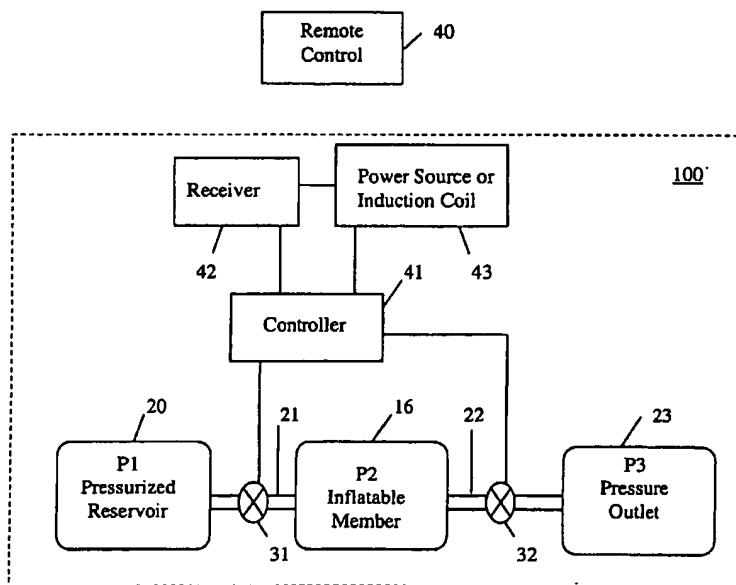 Remote
Control
40
100'
Receiver
Power Source or
Induction Coil
42
43
41
Controller
20
21
16
22
23
P1
Pressurized
Reservoir
P2
Inflatable
Member
P3
Pressure
Outlet
31
32